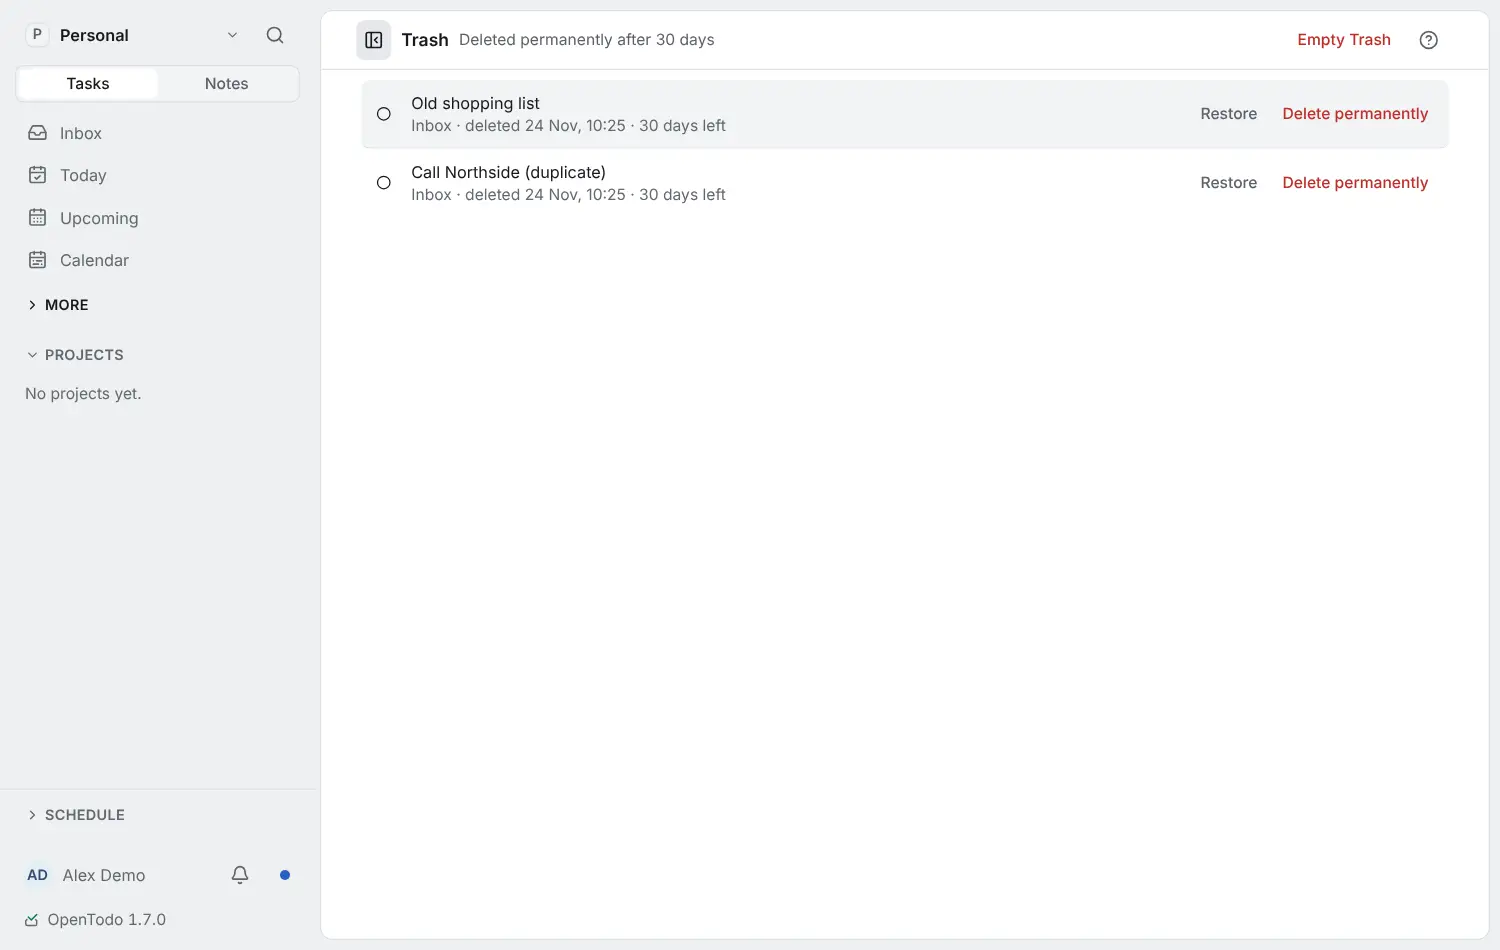 P Personal
Tasks Notes
Inbox
Today
Upcoming
Calendar
MORE
PROJECTS
No projects yet.
SCHEDULE
AD Alex Demo
OpenTodo 1.7.0
Trash Deleted permanently after 30 days Empty Trash
Old shopping list
Inbox · deleted 24 Nov, 10:25 · 30 days left
Restore Delete permanently
Call Northside (duplicate)
Inbox · deleted 24 Nov, 10:25 · 30 days left
Restore Delete permanently